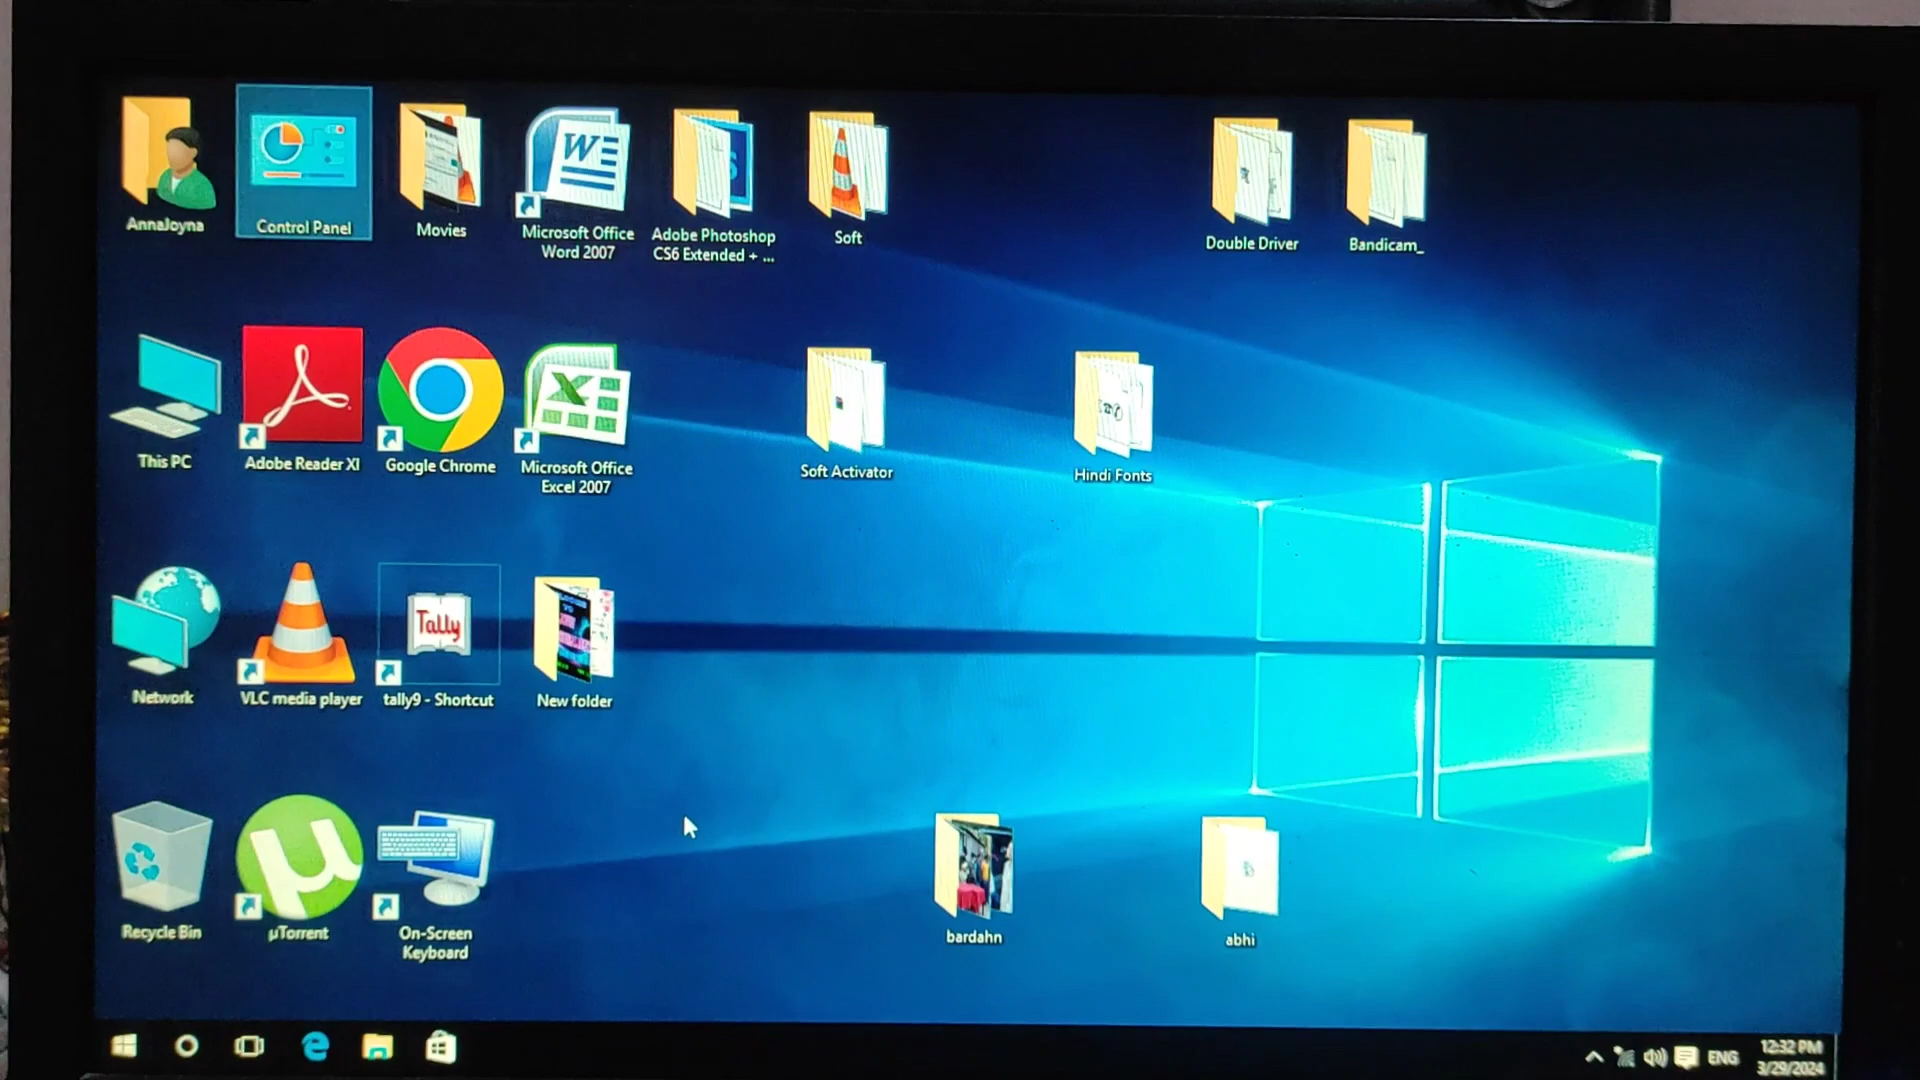 AnnaJoyna
Control Panel
Movies
Microsoft Office
Word 2007
Adobe Photoshop
CS6 Extended + ...
Soft
Double Driver
Bandicam_
This PC
Adobe Reader XI
Google Chrome
Microsoft Office
Excel 2007
Soft Activator
Hindi Fonts
Tally
Network
VLC media player
tally9 - Shortcut
New folder
Recycle Bin
µ
µTorrent
On-Screen
Keyboard
bardahn
abhi
ENG
12:32 PM
3/29/2024